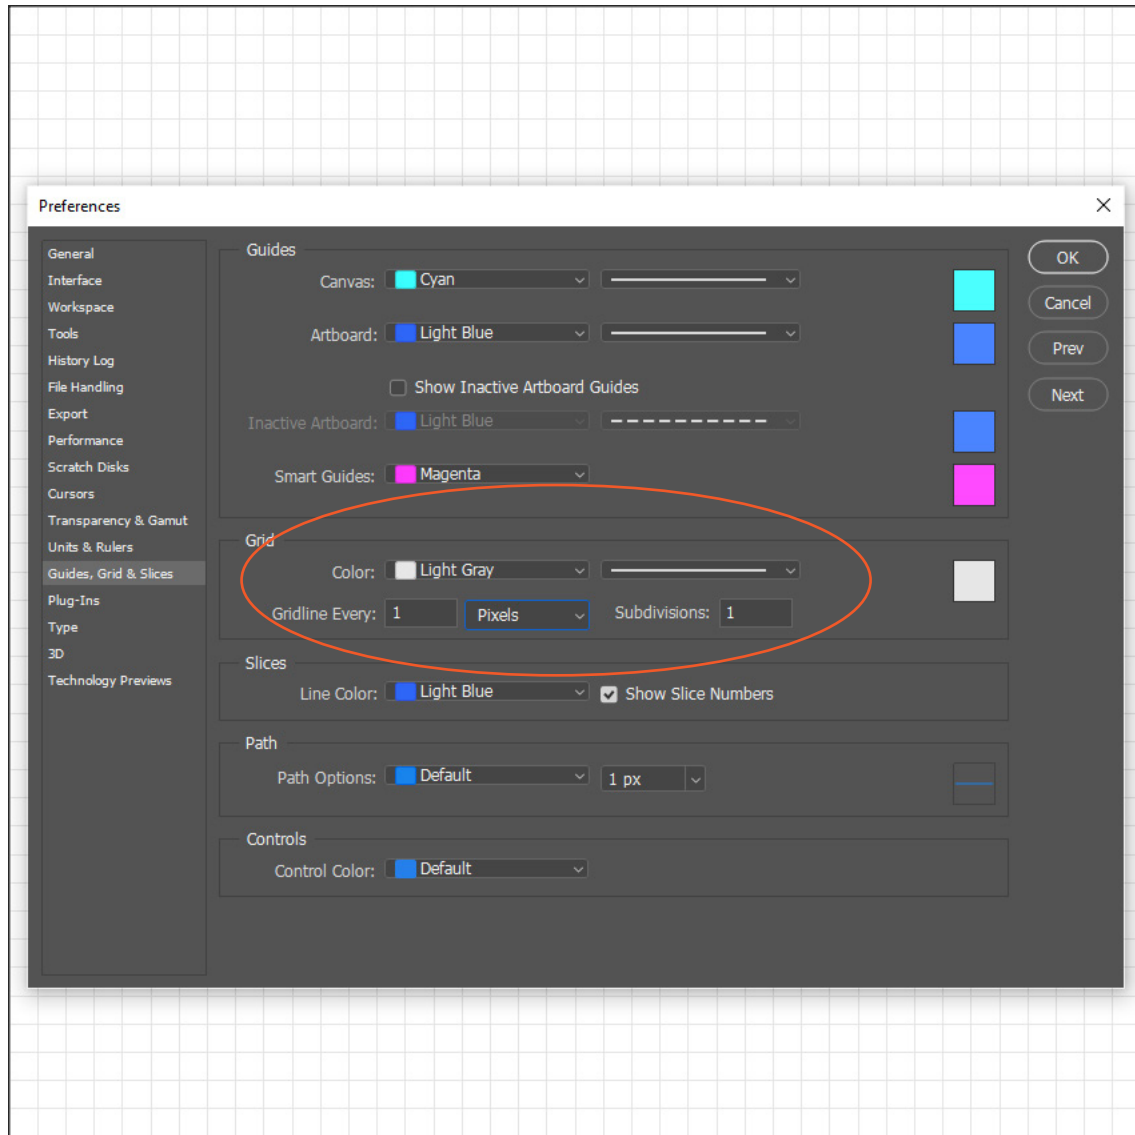 Preferences
General
Interface
Workspace
Tools
History Log
File Handling
Export
Performance
Scratch Disks
Cursors
Transparency & Gamut
Units & Rulers
Guides, Grid & Slices
Plug-Ins
Type
3D
Technology Previews
Guides
Canvas: Cyan
Artboard: Light Blue
Show Inactive Artboard Guides
Inactive Artboard: Light Blue
Smart Guides: Magenta
Grid
Color: Light Gray
Gridline Every: 1 Pixels Subdivisions: 1
Slices
Line Color: Light Blue Show Slice Numbers
Path
Path Options: Default 1 px
Controls
Control Color: Default
OK
Cancel
Prev
Next